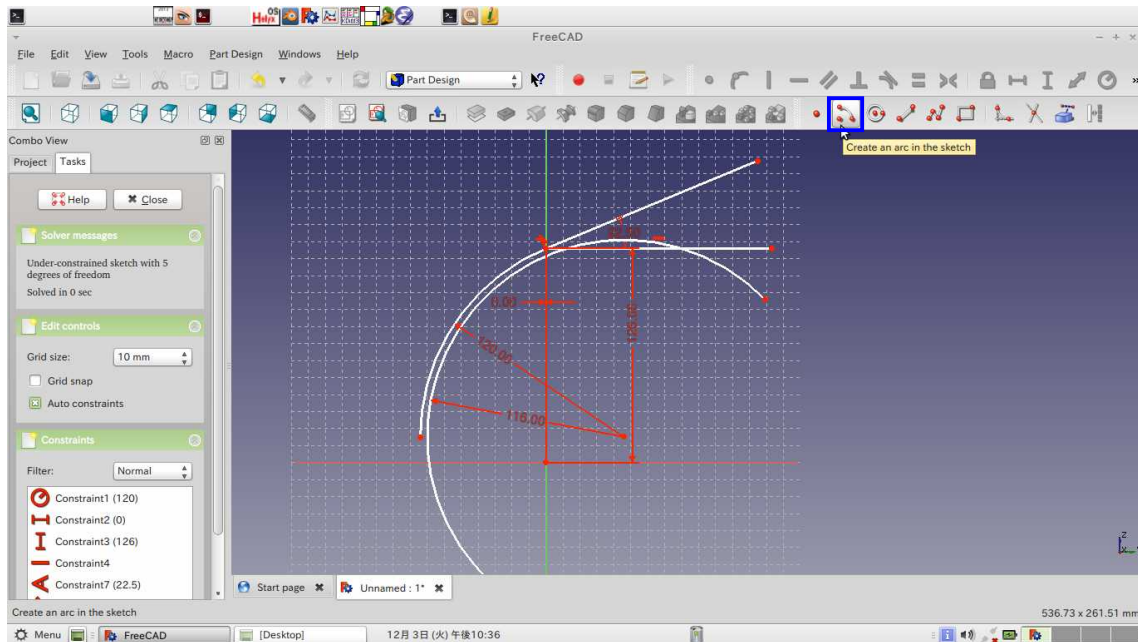 FreeCAD
File Edit View Tools Macro Part Design Windows Help
Part Design
Combo View
Project Tasks
Create an arc in the sketch
Help Close
Solver messages
Under-constrained sketch with 5
degrees of freedom
Solved in 0 sec
Edit controls
Grid size: 10 mm
Grid snap
Auto constraints
Constraints
Filter: Normal
Constraint1 (120)
Constraint2 (0)
Constraint3 (126)
Constraint4
Constraint7 (22.5)
0.00
120.00
116.00
Start page Unnamed : 1*
Create an arc in the sketch
536.73 x 261.51 mm
Menu FreeCAD [Desktop] 12月 3日 (火) 午後10:36